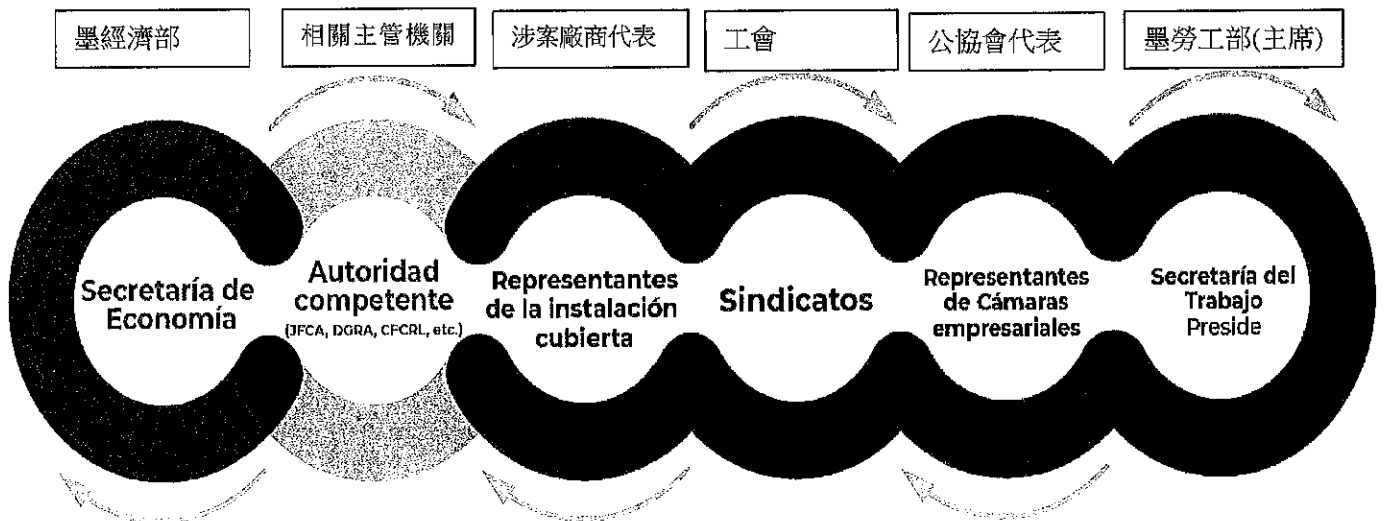 墨經濟部
相關主管機關
涉案廠商代表
工會
公協會代表
墨勞工部(主席)
Secretaría de
Economía
Autoridad
competente
(JFCA, DGRA, CFCRL, etc.)
Representantes
de la instalación
cubierta
Sindicatos
Representantes
de Cámaras
empresariales
Secretaría del
Trabajo
Preside